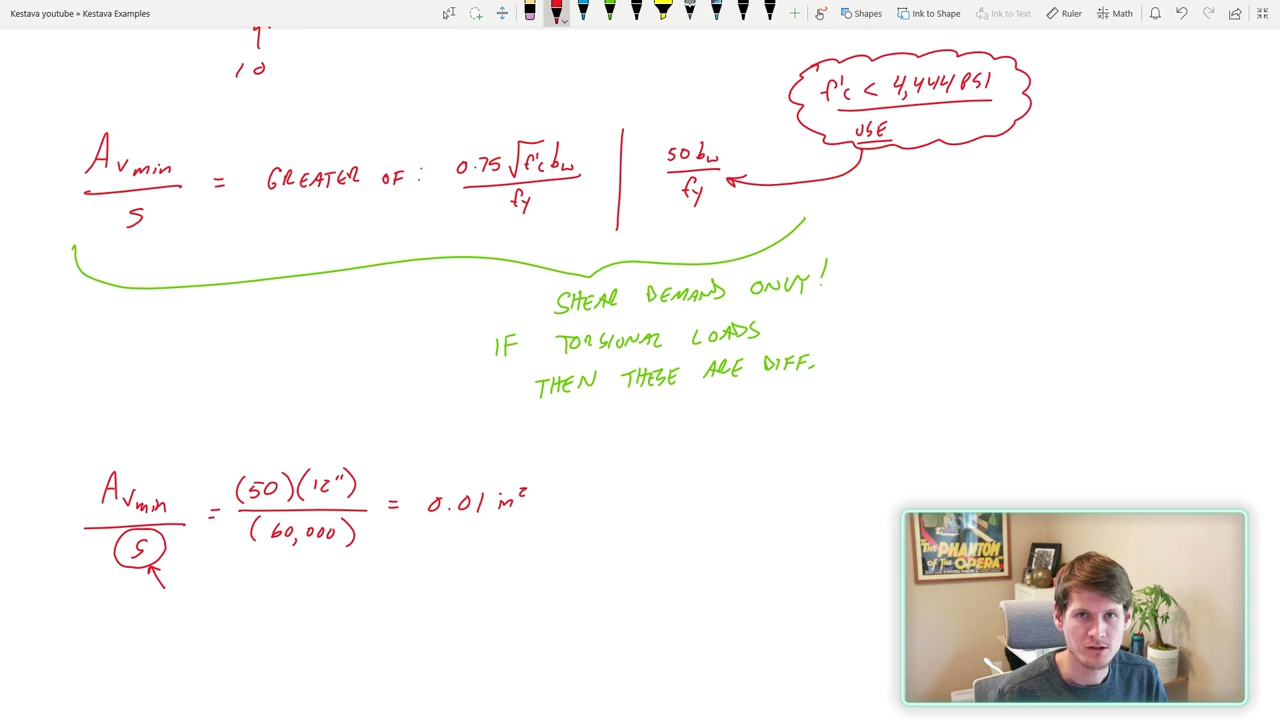 Kestava youtube » Kestava Examples
Shapes
Ink to Shape
Ink to Text
Ruler
Math
9.
10
f'c < 4,444 PSI
USE
Av min / S = GREATER OF: 0.75 √f'c bw / fy | 50 bw / fy
SHEAR DEMAND ONLY!
IF TORSIONAL LOADS
THEN THESE ARE DIFF.
Av min / S = (50)(12") / (60,000) = 0.01 in²
"THE PHANTOM
OF THE OPERA"